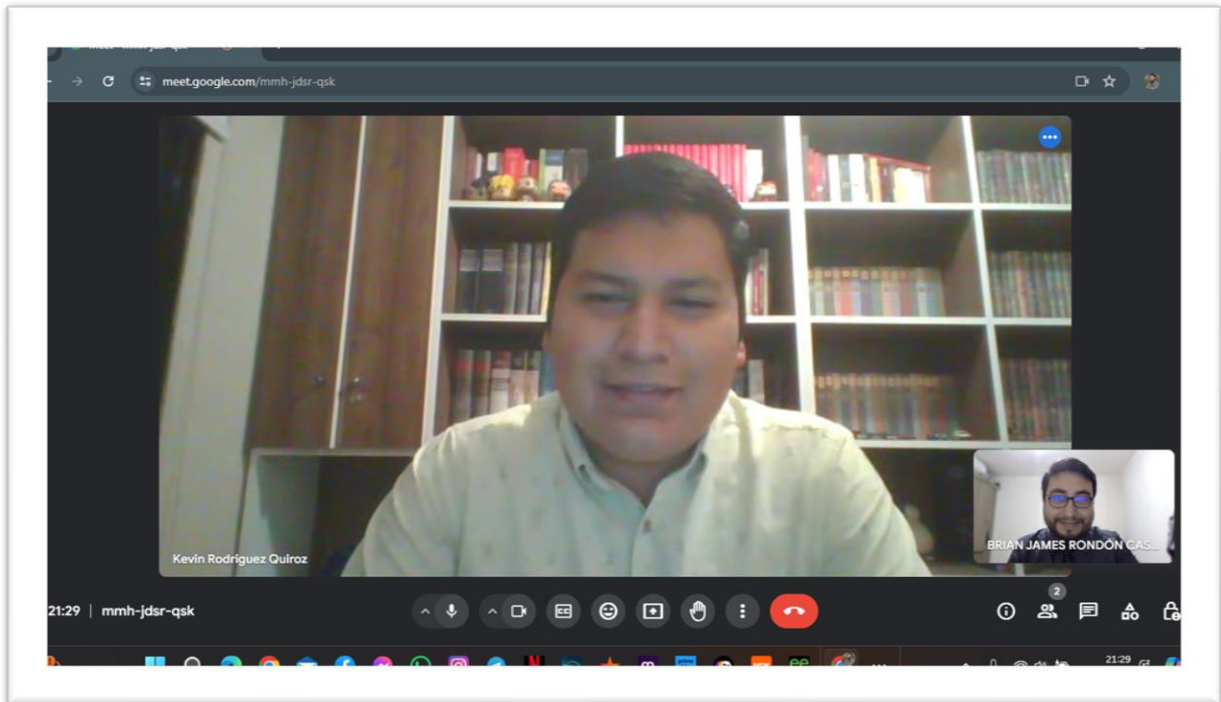 meet.google.com/mmh-jdsr-qsk
Kevin Rodriguez Quiroz
BRIAN JAMES RONDÓN CAS...
2
21:29 | mmh-jdsr-qsk
CC
21:29